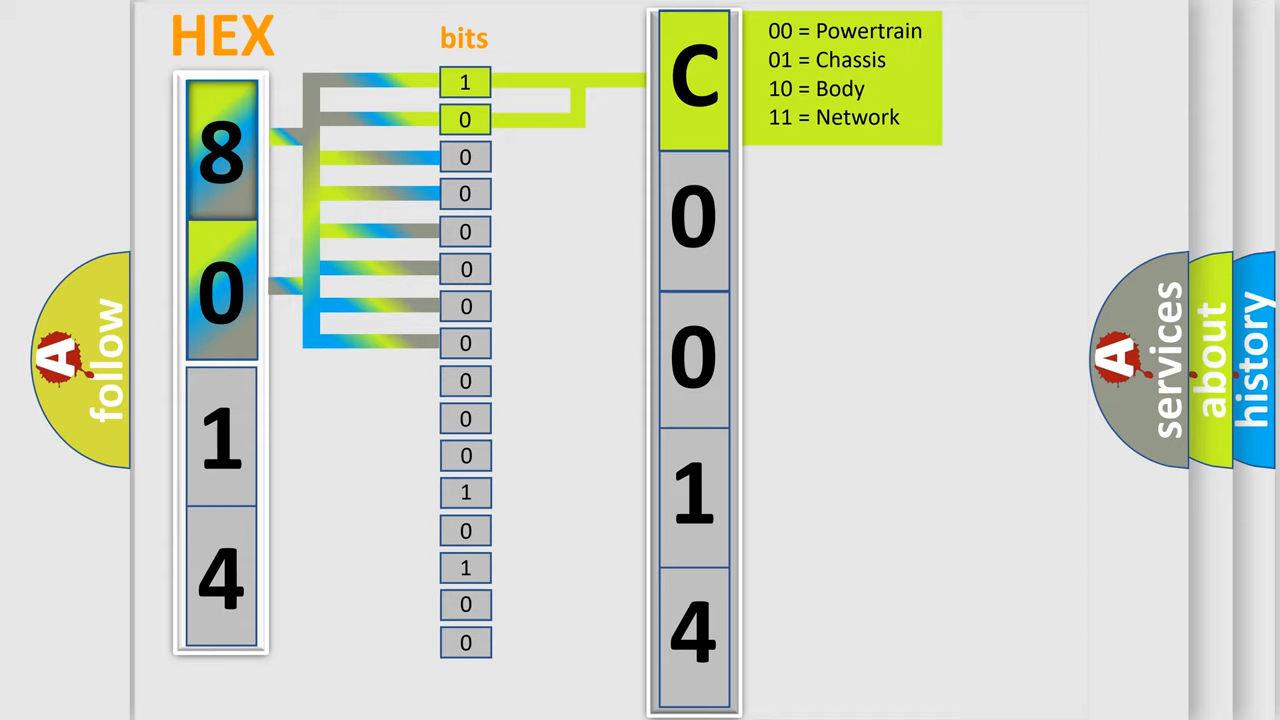 HEX
bits
8
0
1
4
1
0
0
0
0
0
0
0
0
0
0
1
0
1
0
0
C
0
0
1
4
00 = Powertrain
01 = Chassis
10 = Body
11 = Network
A
follow
A
services
about
history